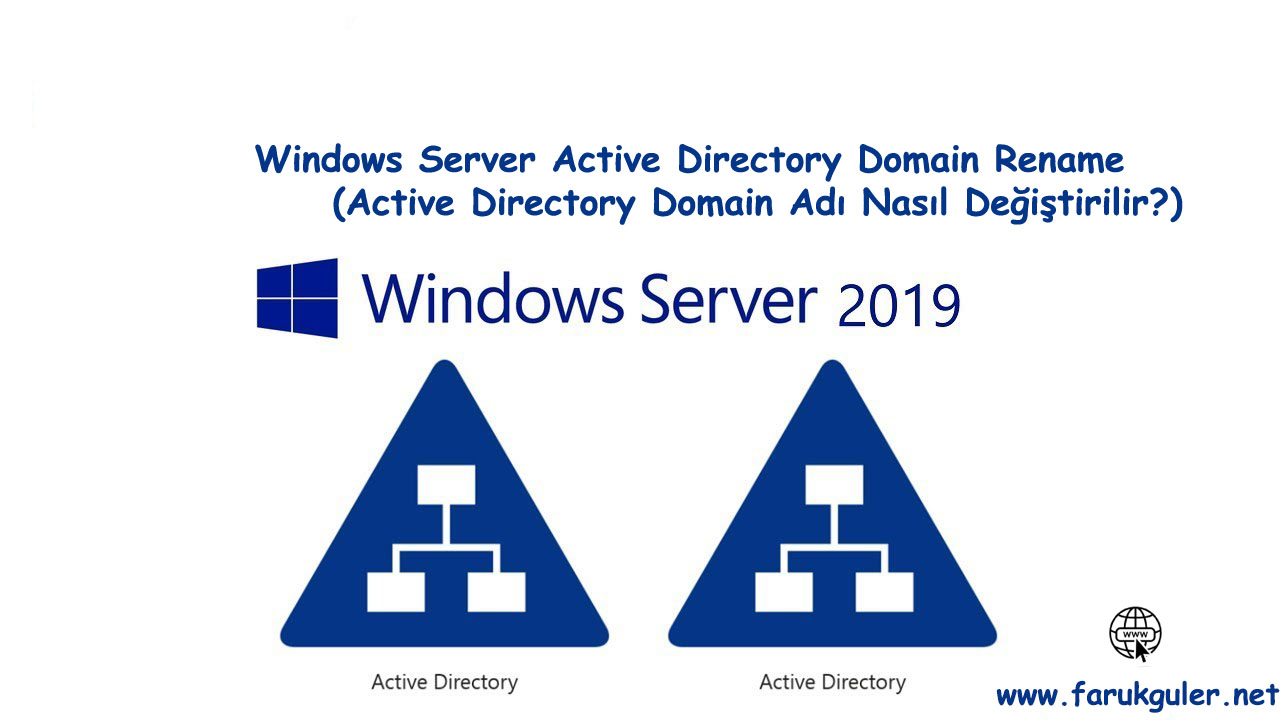 Windows Server Active Directory Domain Rename
(Active Directory Domain Adı Nasıl Değiştirilir?)
Windows Server 2019
Active Directory
Active Directory
www
www.farukguler.net